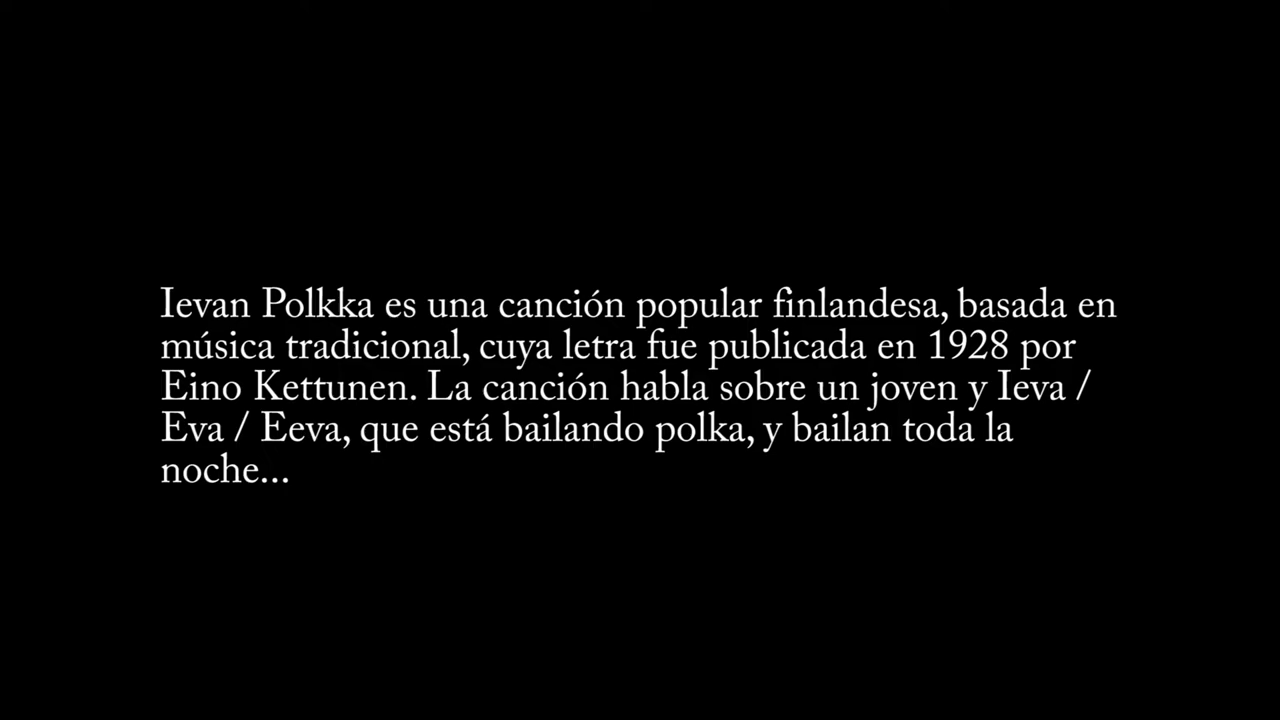 Ievan Polkka es una canción popular finlandesa, basada en
música tradicional, cuya letra fue publicada en 1928 por
Eino Kettunen. La canción habla sobre un joven y Ieva /
Eva / Eeva, que está bailando polka, y bailan toda la
noche...